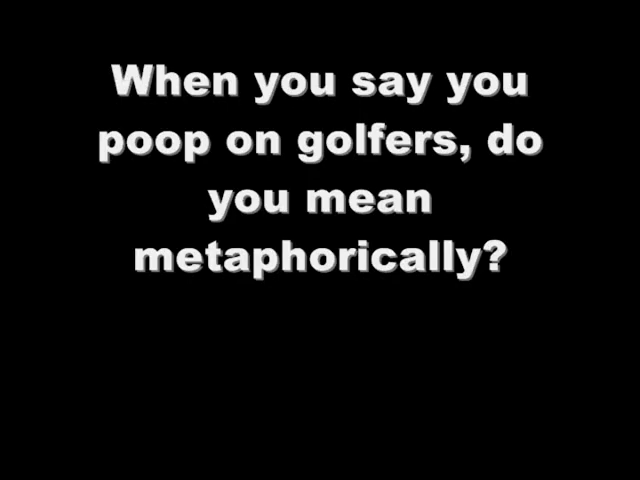 When you say you
poop on golfers, do
you mean
metaphorically?